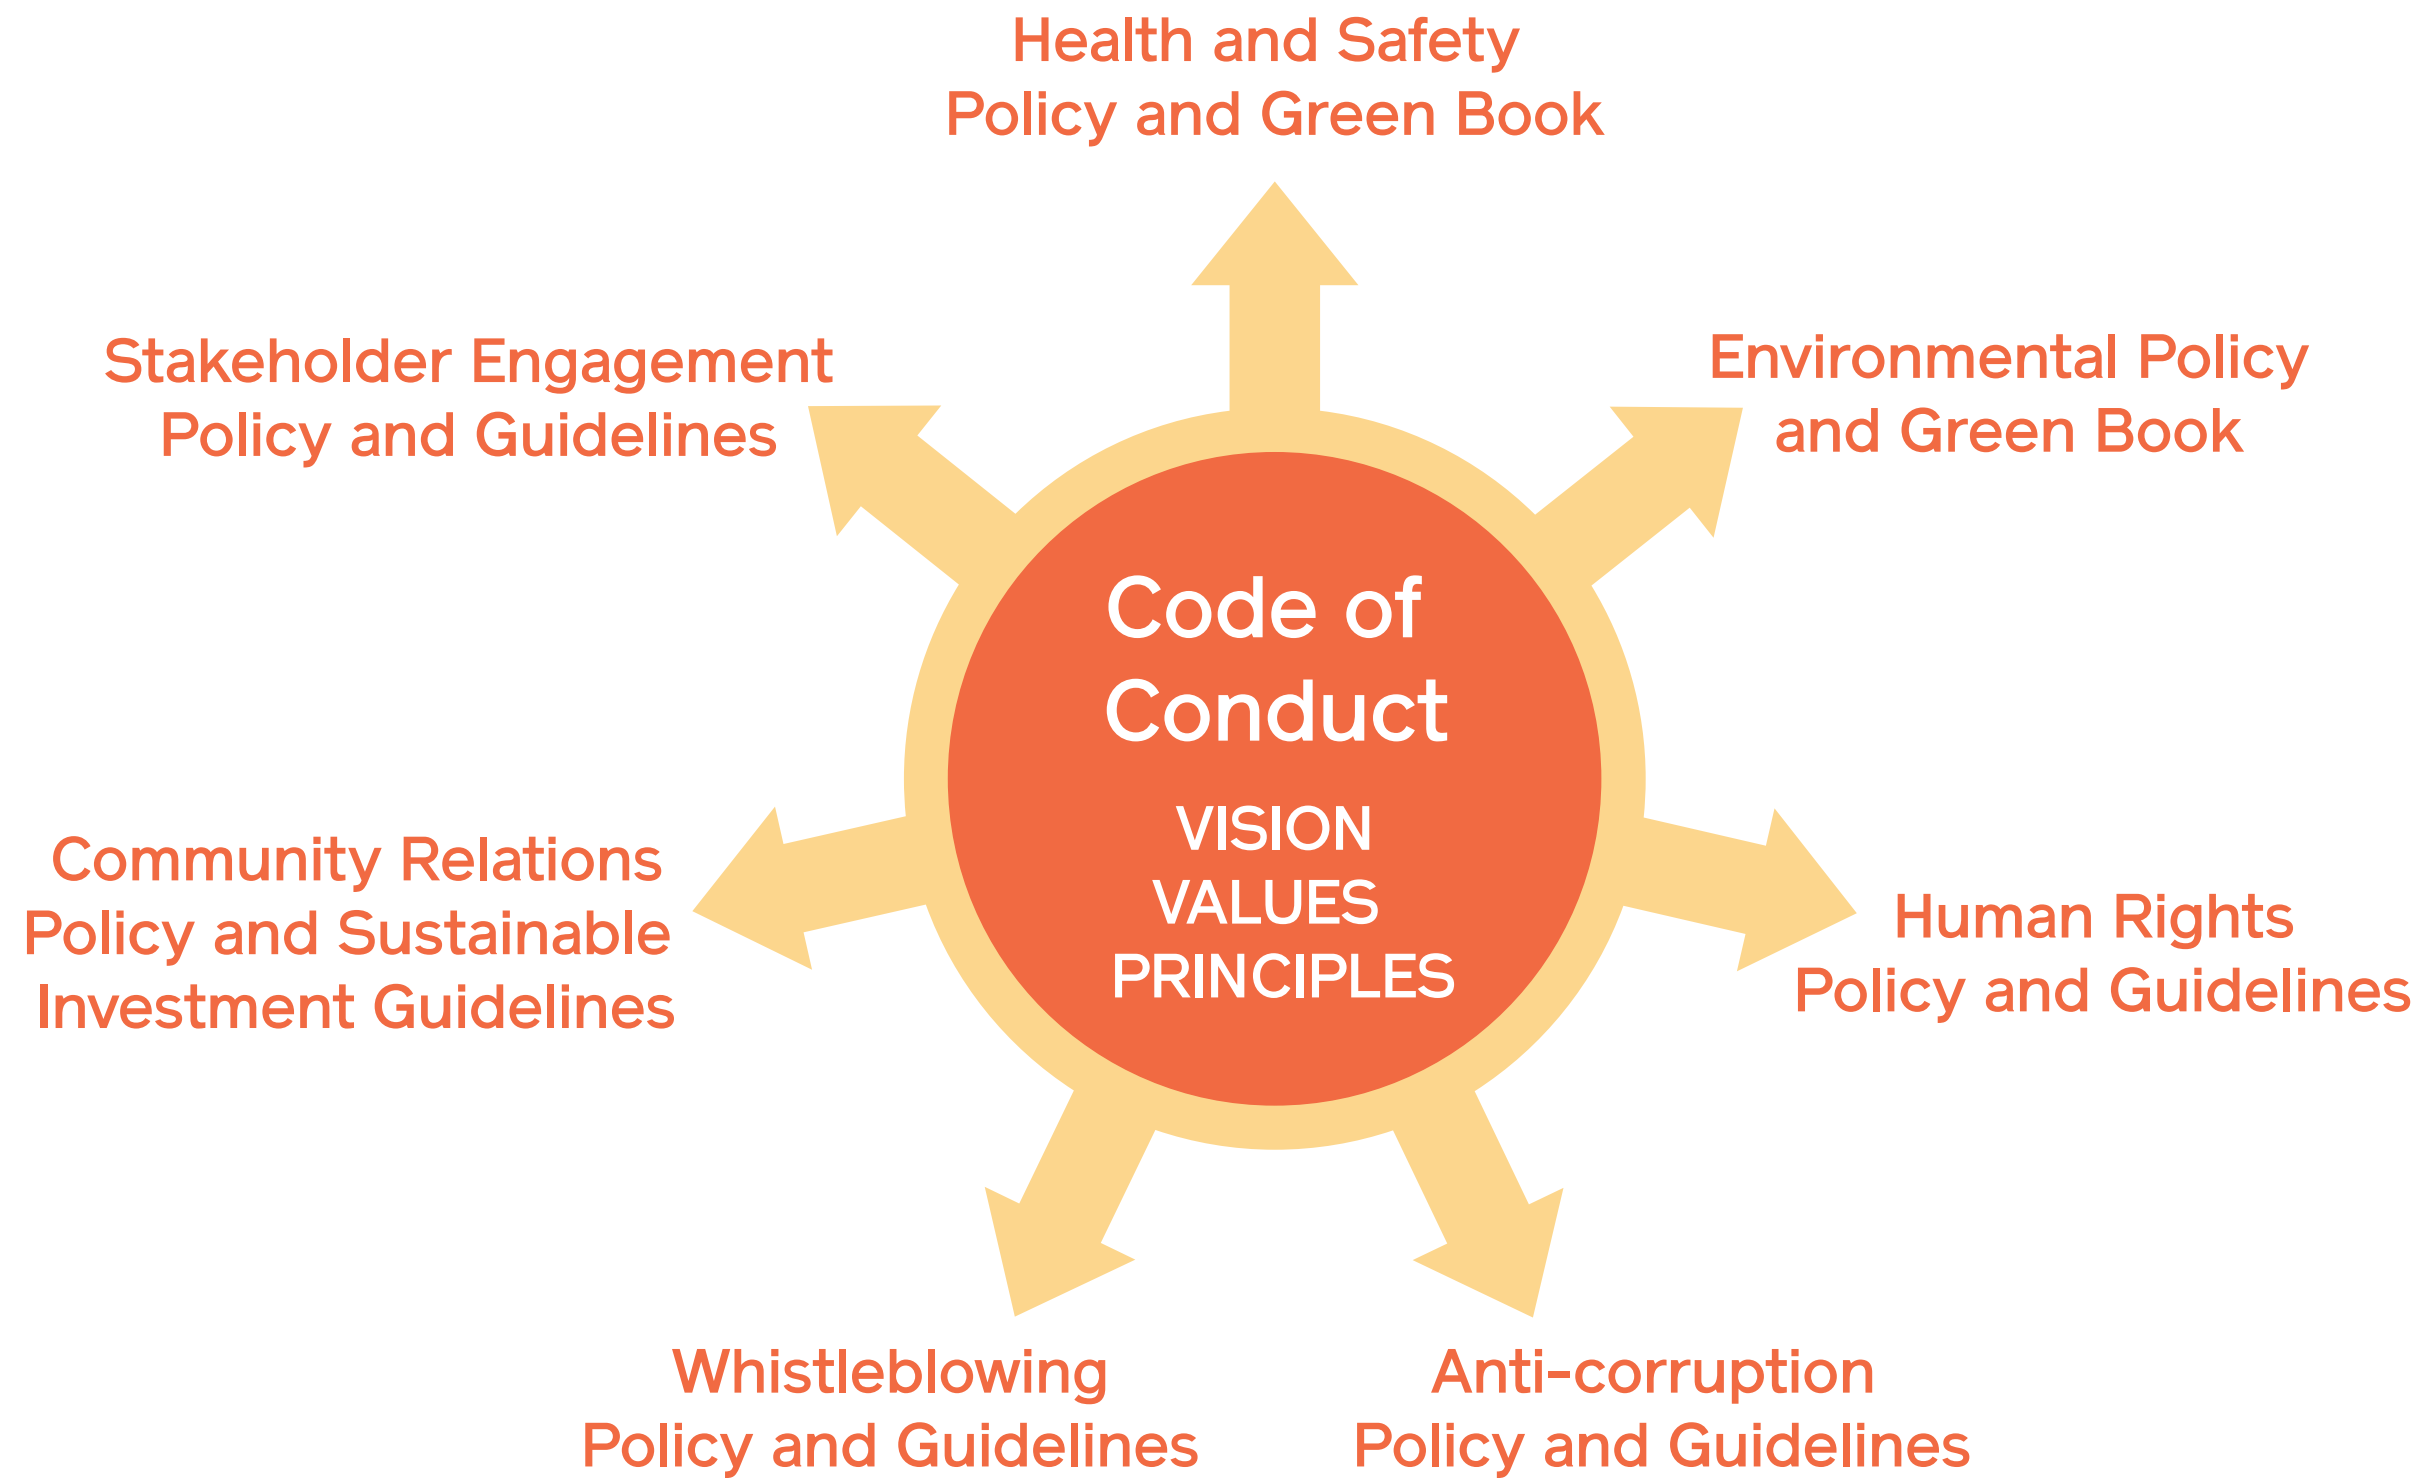 Health and Safety
Policy and Green Book
Stakeholder Engagement
Policy and Guidelines
Environmental Policy
and Green Book
Code of
Conduct
VISION
VALUES
PRINCIPLES
Community Relations
Policy and Sustainable
Investment Guidelines
Human Rights
Policy and Guidelines
Whistleblowing
Policy and Guidelines
Anti-corruption
Policy and Guidelines